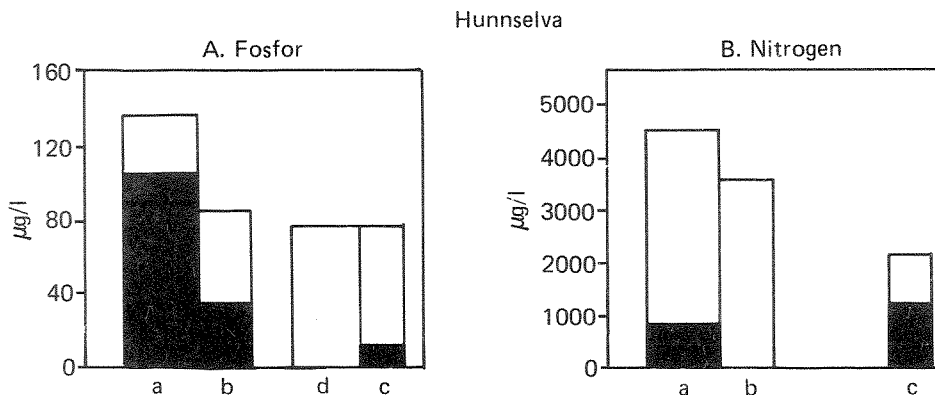 Hunnselva
A. Fosfor
160
120
80
40
0
µg/l
a b d c
B. Nitrogen
5000
4000
3000
2000
1000
0
µg/l
a b c